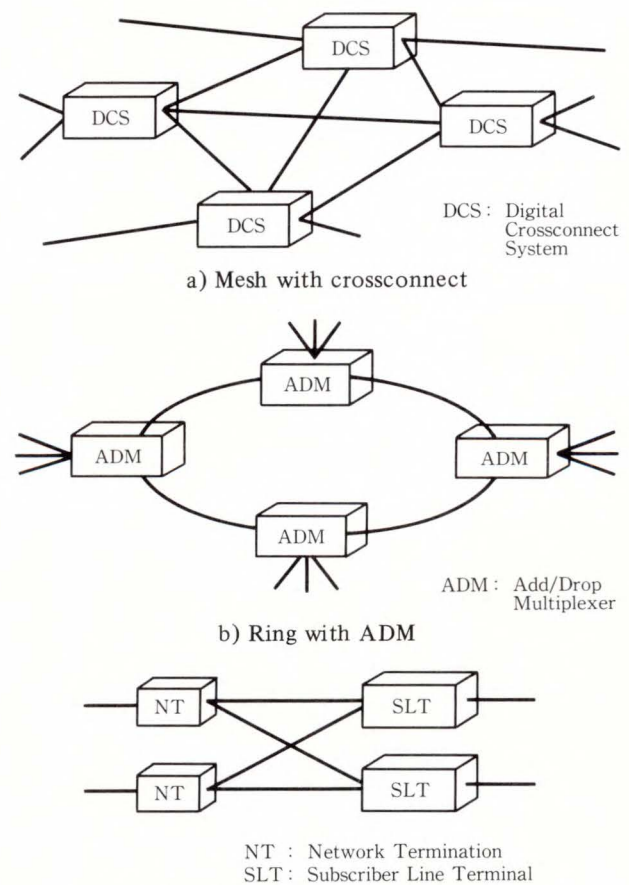 DCS
DCS
DCS
DCS
DCS : Digital
Crossconnect
System
a) Mesh with crossconnect
ADM
ADM
ADM
ADM
ADM : Add/Drop
Multiplexer
b) Ring with ADM
NT
SLT
NT
SLT
NT : Network Termination
SLT : Subscriber Line Terminal